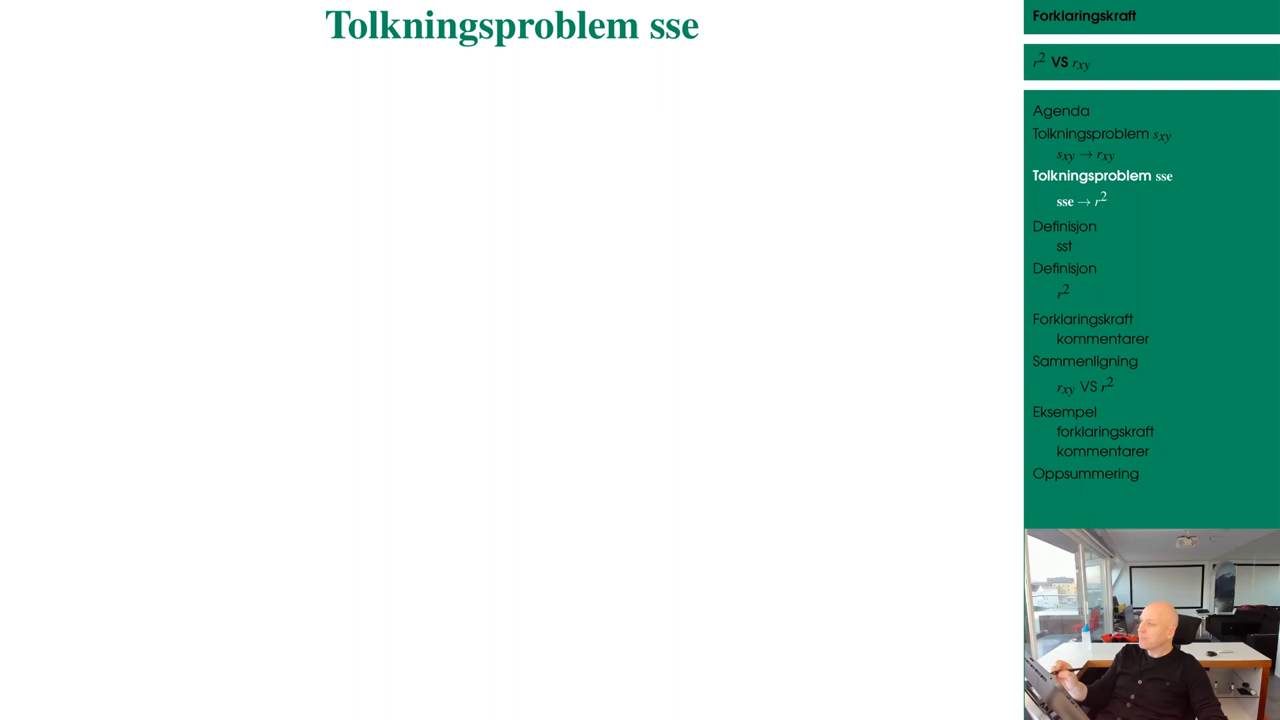 Tolkningsproblem sse
Forklaringskraft
r² VS rxy
Agenda
Tolkningsproblem sxy
sxy → rxy
Tolkningsproblem sse
sse → r²
Definisjon
sst
Definisjon
r²
Forklaringskraft
kommentarer
Sammenligning
rxy VS r²
Eksempel
forklaringskraft
kommentarer
Oppsummering